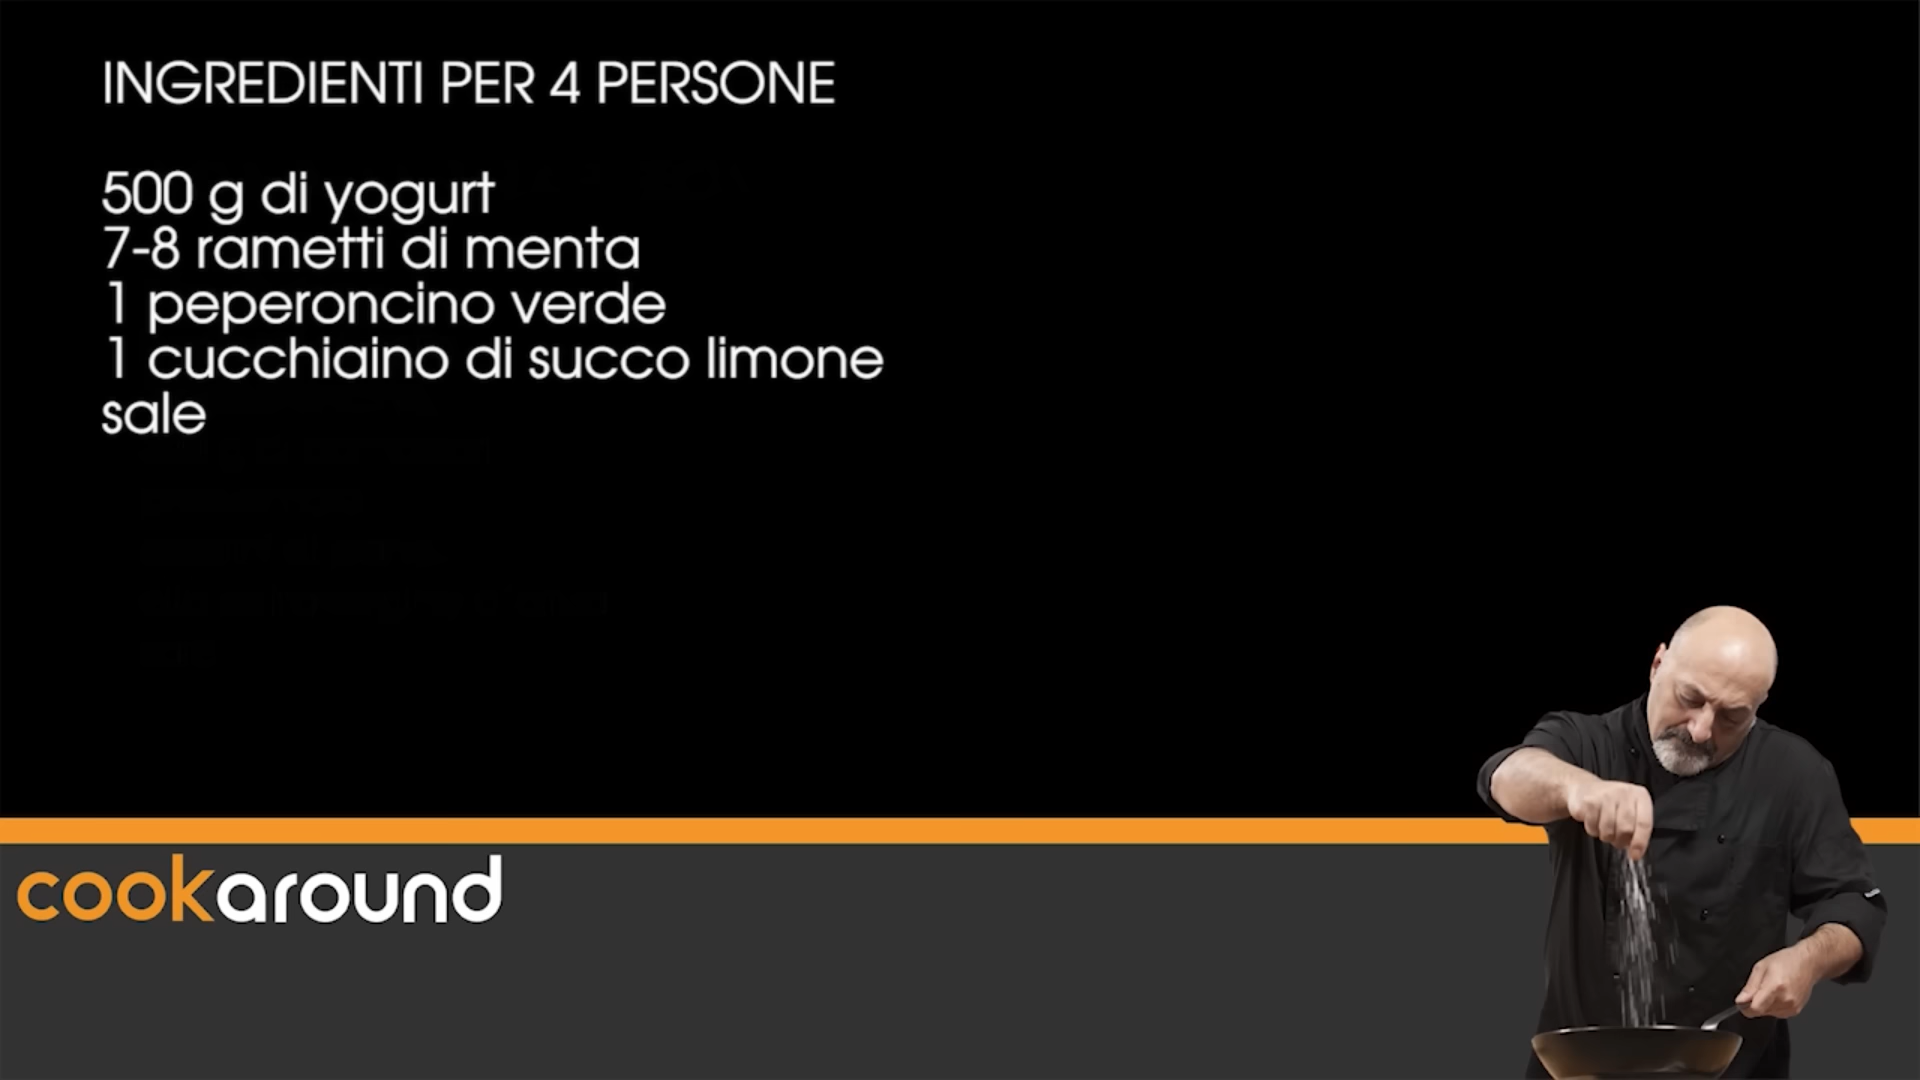 INGREDIENTI PER 4 PERSONE
500 g di yogurt
7-8 rametti di menta
1 peperoncino verde
1 cucchiaino di succo limone
sale
cookaround